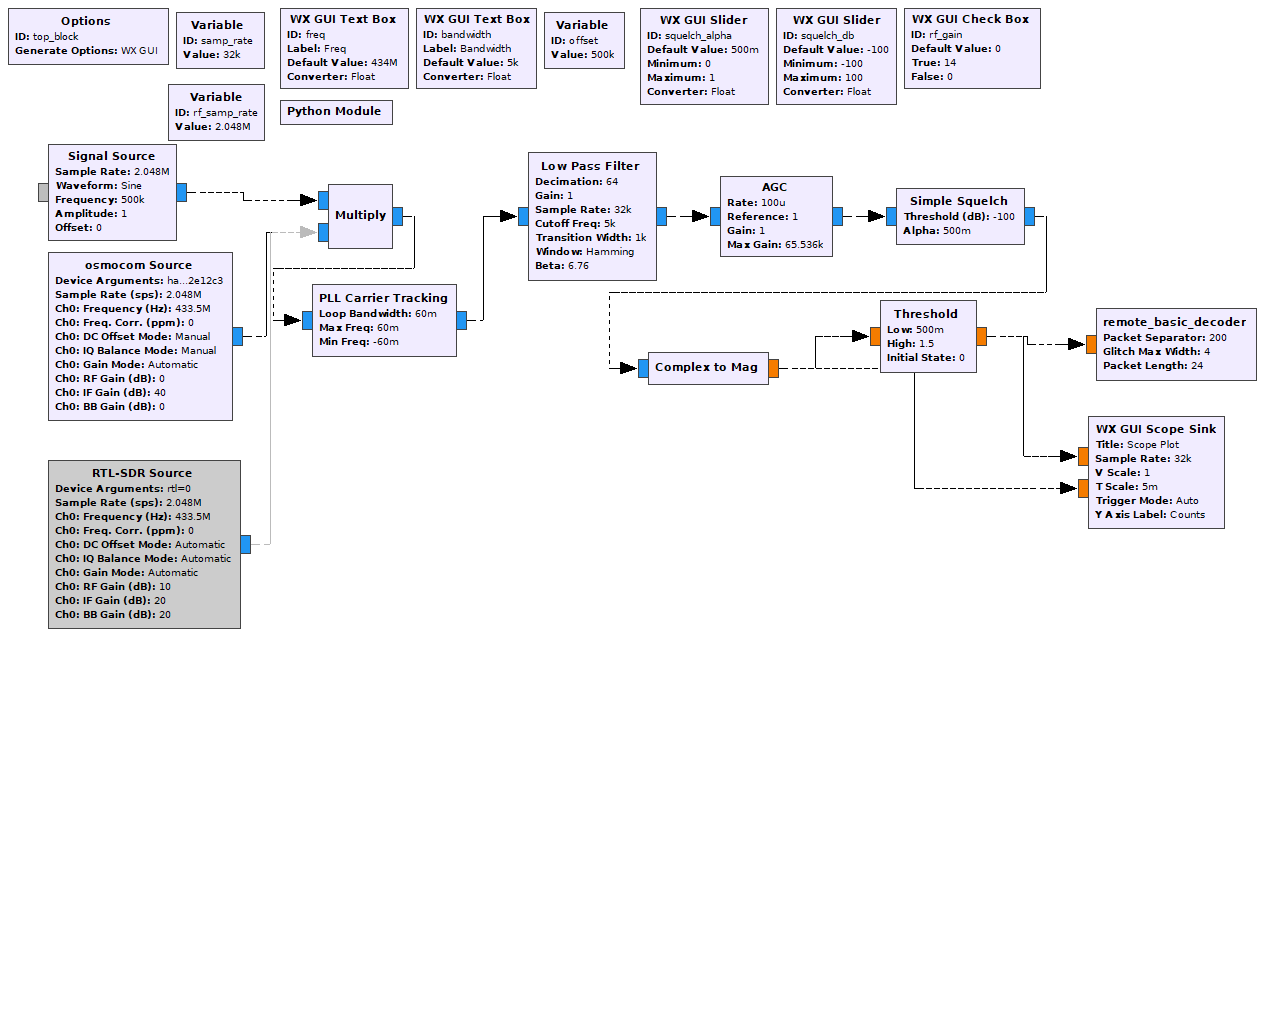 Options
ID: top_block
Generate Options: WX GUI
Variable
ID: samp_rate
Value: 32k
WX GUI Text Box
ID: freq
Label: Freq
Default Value: 434M
Converter: Float
WX GUI Text Box
ID: bandwidth
Label: Bandwidth
Default Value: 5k
Converter: Float
Variable
ID: offset
Value: 500k
WX GUI Slider
ID: squelch_alpha
Default Value: 500m
Minimum: 0
Maximum: 1
Converter: Float
WX GUI Slider
ID: squelch_db
Default Value: -100
Minimum: -100
Maximum: 100
Converter: Float
WX GUI Check Box
ID: rf_gain
Default Value: 0
True: 14
False: 0
Variable
ID: rf_samp_rate
Value: 2.048M
Python Module
Signal Source
Sample Rate: 2.048M
Waveform: Sine
Frequency: 500k
Amplitude: 1
Offset: 0
Multiply
osmocom Source
Device Arguments: ha...2e12c3
Sample Rate (sps): 2.048M
Ch0: Frequency (Hz): 433.5M
Ch0: Freq. Corr. (ppm): 0
Ch0: DC Offset Mode: Manual
Ch0: IQ Balance Mode: Manual
Ch0: Gain Mode: Automatic
Ch0: RF Gain (dB): 0
Ch0: IF Gain (dB): 40
Ch0: BB Gain (dB): 0
PLL Carrier Tracking
Loop Bandwidth: 60m
Max Freq: 60m
Min Freq: -60m
Low Pass Filter
Decimation: 64
Gain: 1
Sample Rate: 32k
Cutoff Freq: 5k
Transition Width: 1k
Window: Hamming
Beta: 6.76
AGC
Rate: 100u
Reference: 1
Gain: 1
Max Gain: 65.536k
Simple Squelch
Threshold (dB): -100
Alpha: 500m
Complex to Mag
Threshold
Low: 500m
High: 1.5
Initial State: 0
remote_basic_decoder
Packet Separator: 200
Glitch Max Width: 4
Packet Length: 24
WX GUI Scope Sink
Title: Scope Plot
Sample Rate: 32k
V Scale: 1
T Scale: 5m
Trigger Mode: Auto
Y Axis Label: Counts
RTL-SDR Source
Device Arguments: rtl=0
Sample Rate (sps): 2.048M
Ch0: Frequency (Hz): 433.5M
Ch0: Freq. Corr. (ppm): 0
Ch0: DC Offset Mode: Automatic
Ch0: IQ Balance Mode: Automatic
Ch0: Gain Mode: Automatic
Ch0: RF Gain (dB): 10
Ch0: IF Gain (dB): 20
Ch0: BB Gain (dB): 20